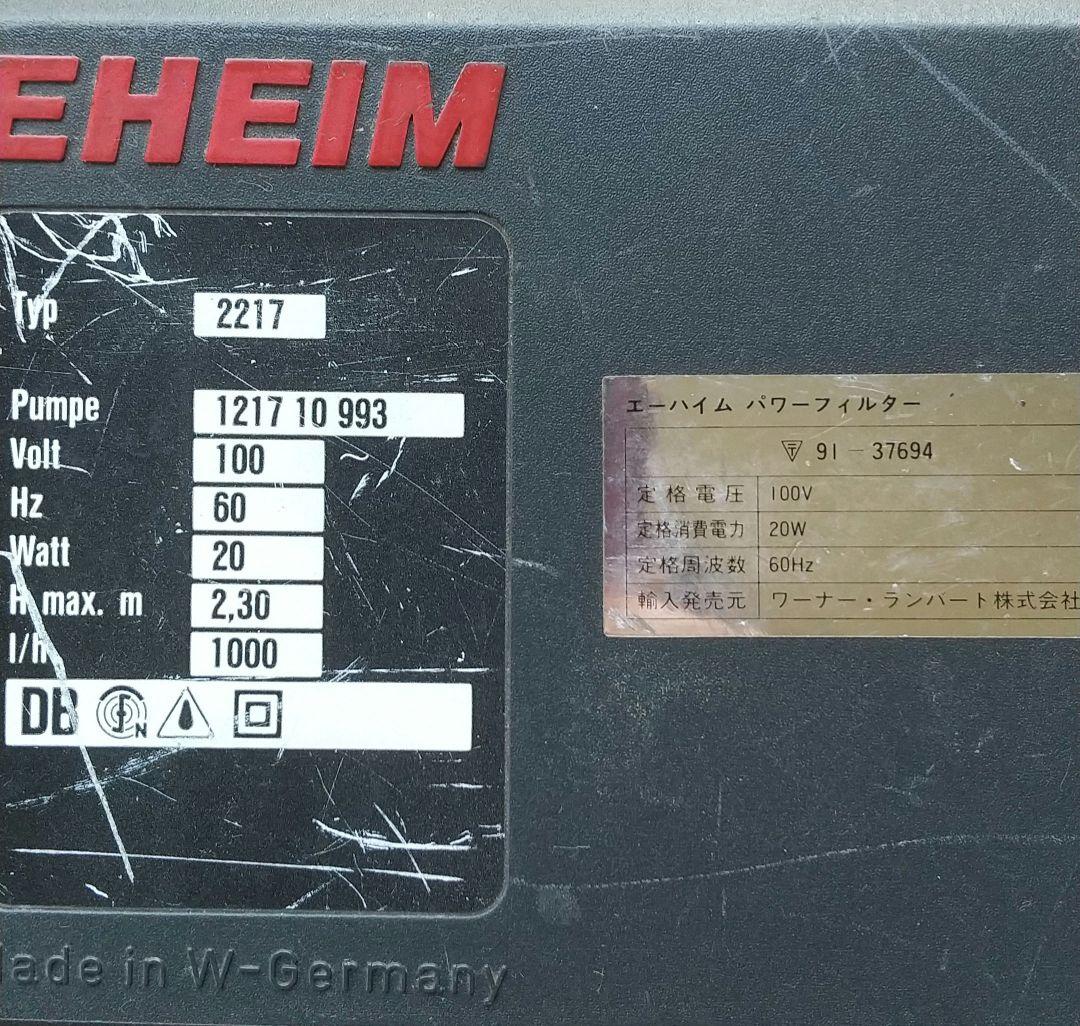 EHEIM
Typ 2217
Pumpe 1217 10 993
Volt 100
Hz 60
Watt 20
H max. m 2,30
l/h 1000
DB N
Made in W-Germany
エーハイム パワーフィルター
91-37694
定格電圧 100V
定格消費電力 20W
定格周波数 60Hz
輸入発売元 ワーナー・ランバート株式会社